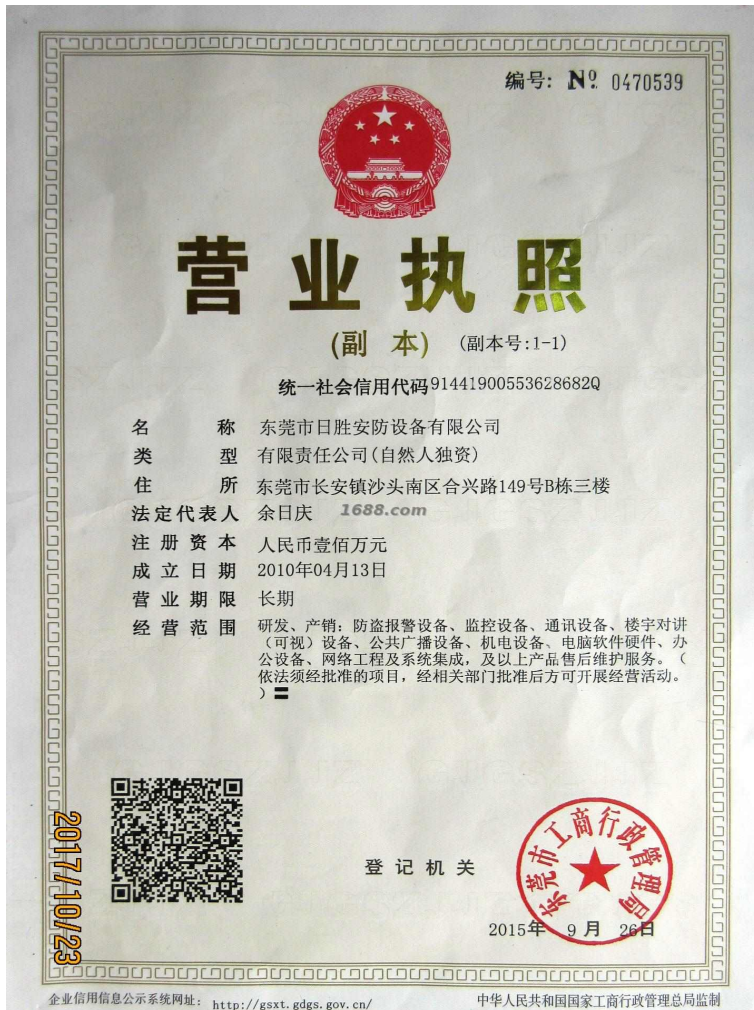 编号: № 0470539
营业执照
(副 本) (副本号:1-1)
统一社会信用代码91441900553628682Q
名称 东莞市日胜安防设备有限公司
类型 有限责任公司(自然人独资)
住所 东莞市长安镇沙头南区合兴路149号B栋三楼
法定代表人 余日庆
1688.com
注册资本 人民币壹佰万元
成立日期 2010年04月13日
营业期限 长期
经营范围 研发、产销：防盗报警设备、监控设备、通讯设备、楼宇对讲
（可视）设备、公共广播设备、机电设备、电脑软件硬件、办
公设备、网络工程及系统集成，及以上产品售后维护服务。（
依法须经批准的项目，经相关部门批准后方可开展经营活动。
）〓
2017/10/23
登记机关
东莞市工商行政管理局
2015年 9 月 26日
企业信用信息公示系统网址： http://gsxt.gdgs.gov.cn/
中华人民共和国国家工商行政管理总局监制